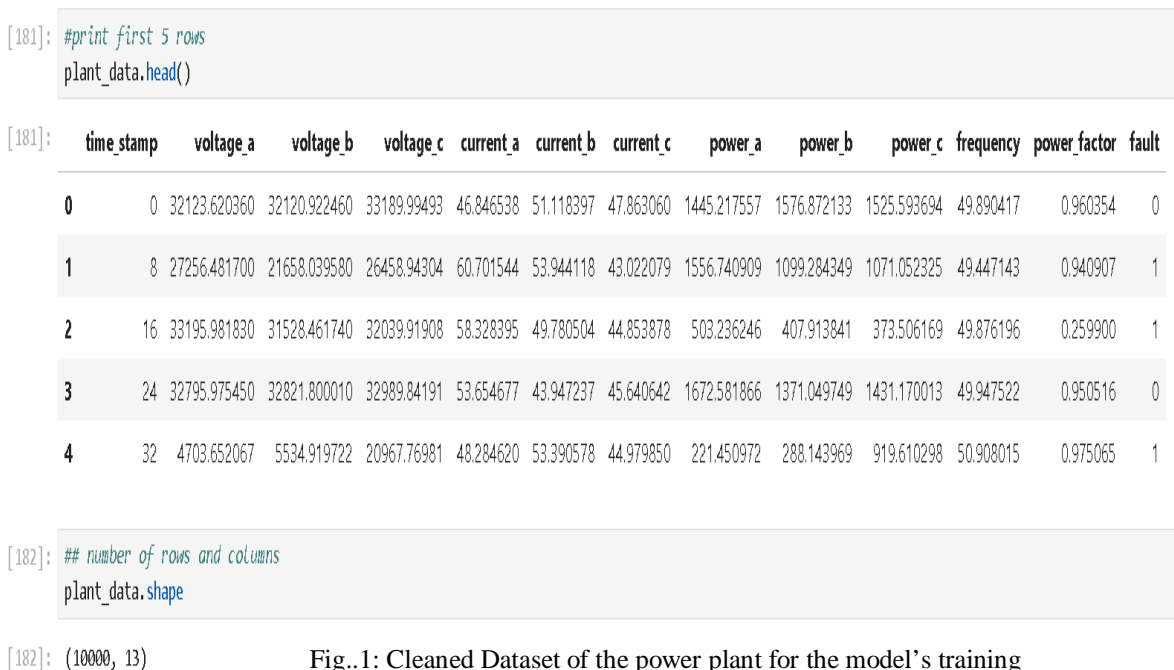 [181]: #print first 5 rows
plant_data.head()
[181]: time_stamp voltage_a voltage_b voltage_c current_a current_b current_c power_a power_b power_c frequency power_factor fault
0 0 32123.620360 32120.922460 33189.99493 46.846538 51.118397 47.863060 1445.217557 1576.872133 1525.593694 49.890417 0.960354 0
1 8 27256.481700 21658.039580 26458.94304 60.701544 53.944118 43.022079 1556.740909 1099.284349 1071.052325 49.447143 0.940907 1
2 16 33195.981830 31528.461740 32039.91908 58.328395 49.780504 44.853878 503.236246 407.913841 373.506169 49.876196 0.259900 1
3 24 32795.975450 32821.800010 32989.84191 53.654677 43.947237 45.640642 1672.581866 1371.049749 1431.170013 49.947522 0.950516 0
4 32 4703.652067 5534.919722 20967.76981 48.284620 53.390578 44.979850 221.450972 288.143969 919.610298 50.908015 0.975065 1
[182]: ## number of rows and columns
plant_data.shape
[182]: (10000, 13) Fig..1: Cleaned Dataset of the power plant for the model's training